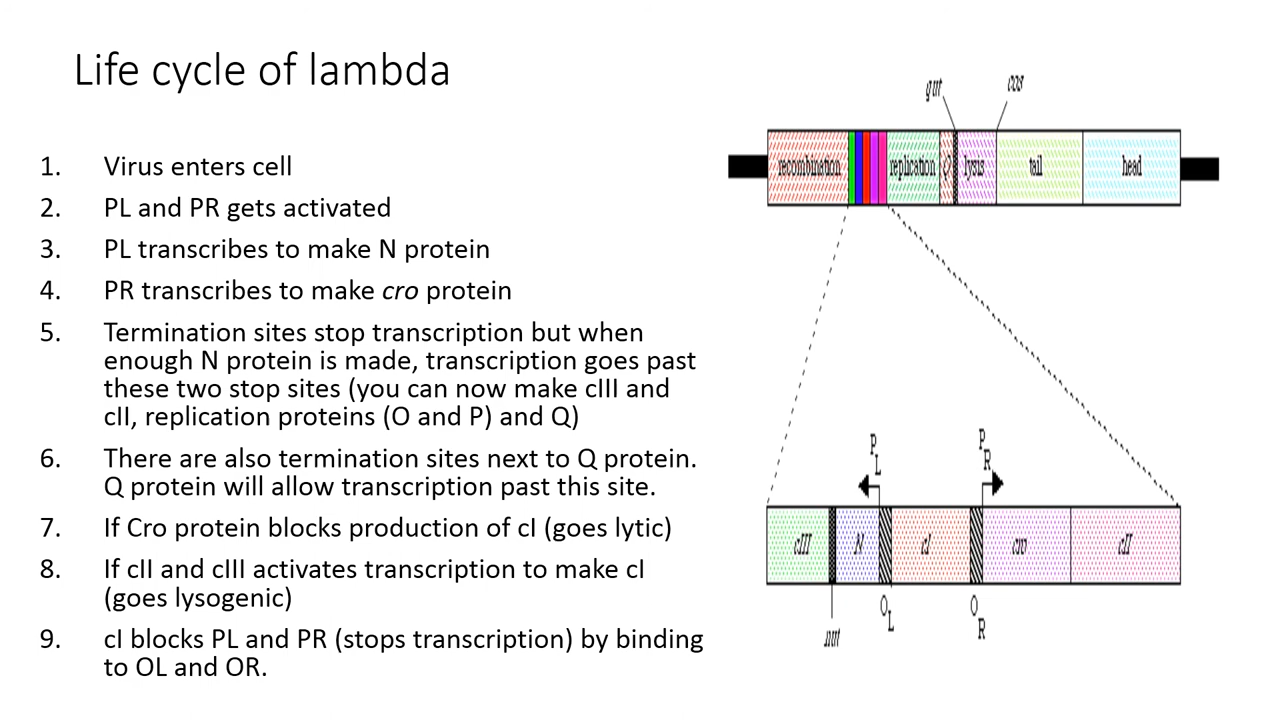 Life cycle of lambda
1. Virus enters cell
2. PL and PR gets activated
3. PL transcribes to make N protein
4. PR transcribes to make cro protein
5. Termination sites stop transcription but when
enough N protein is made, transcription goes past
these two stop sites (you can now make cIII and
cII, replication proteins (O and P) and Q)
6. There are also termination sites next to Q protein.
Q protein will allow transcription past this site.
7. If Cro protein blocks production of cI (goes lytic)
8. If cII and cIII activates transcription to make cI
(goes lysogenic)
9. cI blocks PL and PR (stops transcription) by binding
to OL and OR.
qut cos
recombination replication Q lysis tail head
PL PR
cIII N cI cro cII
nut OL OR